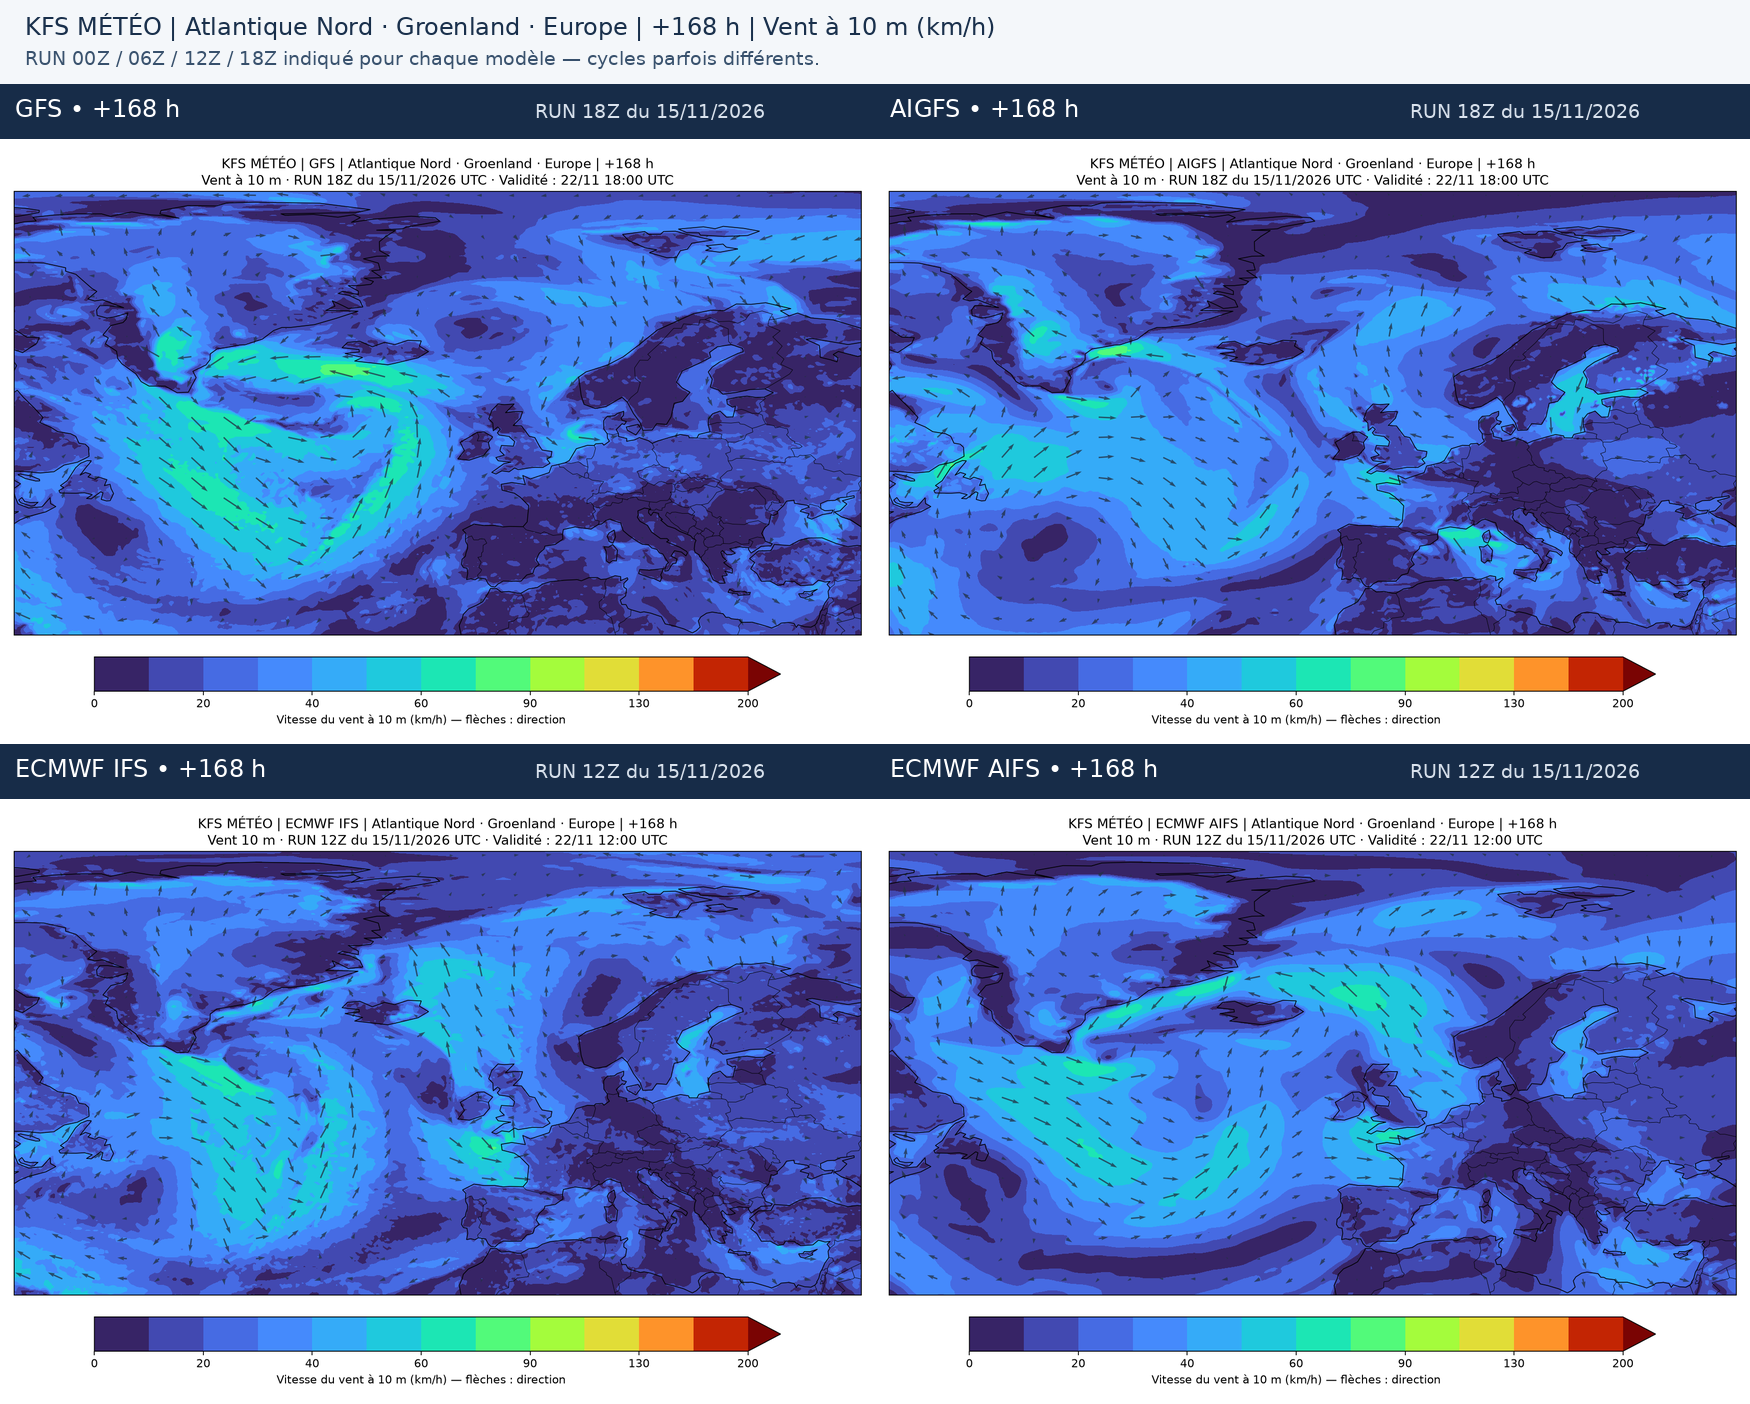 KFS MÉTÉO | Atlantique Nord · Groenland · Europe | +168 h | Vent à 10 m (km/h)
RUN 00Z / 06Z / 12Z / 18Z indiqué pour chaque modèle — cycles parfois différents.
GFS • +168 h
RUN 18Z du 15/11/2026
AIGFS • +168 h
RUN 18Z du 15/11/2026
KFS MÉTÉO | GFS | Atlantique Nord · Groenland · Europe | +168 h
Vent à 10 m · RUN 18Z du 15/11/2026 UTC · Validité : 22/11 18:00 UTC
0 20 40 60 90 130 200
Vitesse du vent à 10 m (km/h) — flèches : direction
KFS MÉTÉO | AIGFS | Atlantique Nord · Groenland · Europe | +168 h
Vent à 10 m · RUN 18Z du 15/11/2026 UTC · Validité : 22/11 18:00 UTC
0 20 40 60 90 130 200
Vitesse du vent à 10 m (km/h) — flèches : direction
ECMWF IFS • +168 h
RUN 12Z du 15/11/2026
ECMWF AIFS • +168 h
RUN 12Z du 15/11/2026
KFS MÉTÉO | ECMWF IFS | Atlantique Nord · Groenland · Europe | +168 h
Vent 10 m · RUN 12Z du 15/11/2026 UTC · Validité : 22/11 12:00 UTC
0 20 40 60 90 130 200
Vitesse du vent à 10 m (km/h) — flèches : direction
KFS MÉTÉO | ECMWF AIFS | Atlantique Nord · Groenland · Europe | +168 h
Vent 10 m · RUN 12Z du 15/11/2026 UTC · Validité : 22/11 12:00 UTC
0 20 40 60 90 130 200
Vitesse du vent à 10 m (km/h) — flèches : direction